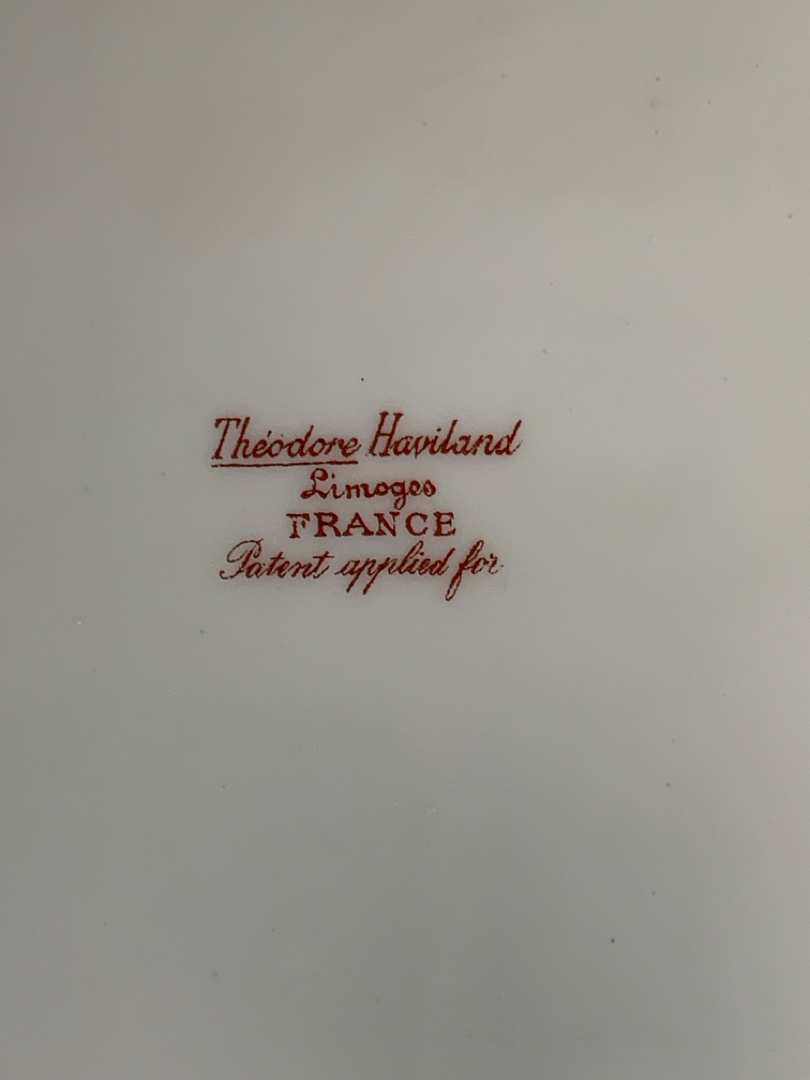 Théodore Haviland
Limoges
FRANCE
Patent applied for